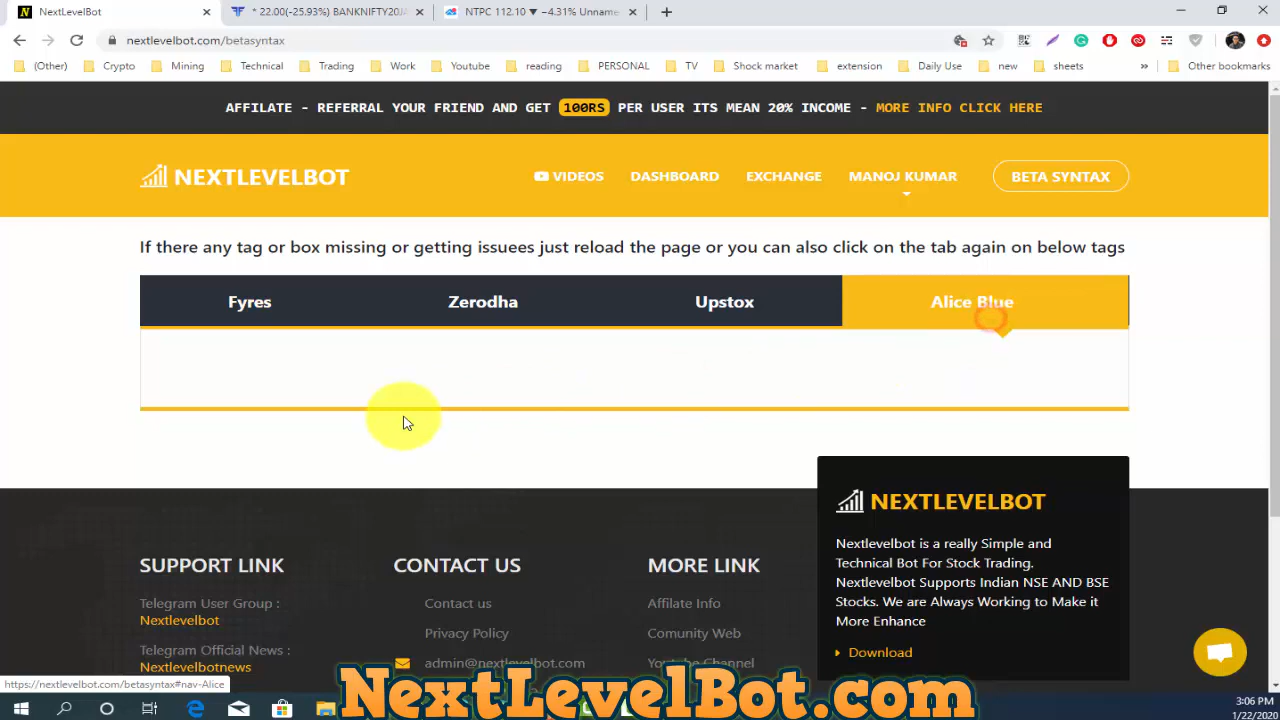 NextLevelBot
* 22.00(-25.93%) BANKNIFTY20JA
NTPC 112.10 ▼ −4.31% Unname
nextlevelbot.com/betasyntax
(Other) Crypto Mining Technical Trading Work Youtube reading PERSONAL TV Shock market extension Daily Use new sheets » Other bookmarks
AFFILATE - REFERRAL YOUR FRIEND AND GET 100RS PER USER ITS MEAN 20% INCOME - MORE INFO CLICK HERE
NEXTLEVELBOT VIDEOS DASHBOARD EXCHANGE MANOJ KUMAR BETA SYNTAX
If there any tag or box missing or getting issuees just reload the page or you can also click on the tab again on below tags
Fyres Zerodha Upstox Alice Blue
SUPPORT LINK
Telegram User Group :
Nextlevelbot
Telegram Official News :
Nextlevelbotnews
CONTACT US
Contact us
Privacy Policy
admin@nextlevelbot.com
MORE LINK
Affilate Info
Comunity Web
Youtube Channel
NEXTLEVELBOT
Nextlevelbot is a really Simple and
Technical Bot For Stock Trading.
Nextlevelbot Supports Indian NSE AND BSE
Stocks. We are Always Working to Make it
More Enhance
Download
https://nextlevelbot.com/betasyntax#nav-Alice
NextLevelBot.com
3:06 PM
1/22/2020